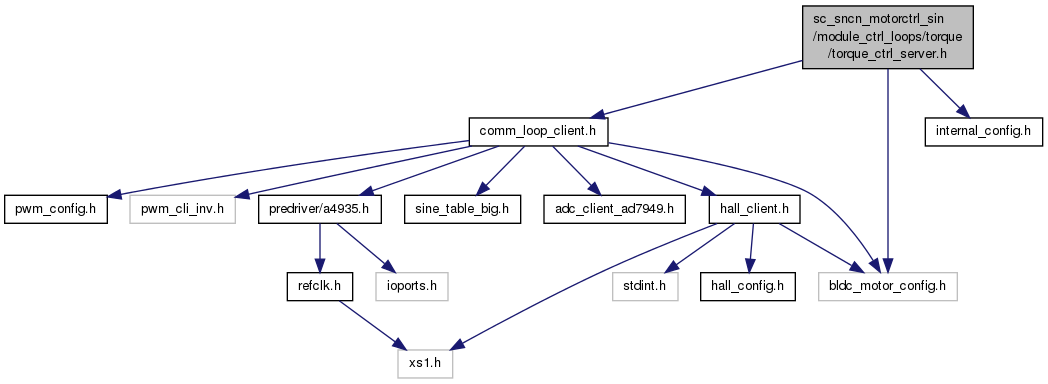 sc_sncn_motorctrl_sin
/module_ctrl_loops/torque
/torque_ctrl_server.h
comm_loop_client.h
internal_config.h
pwm_config.h
pwm_cli_inv.h
predriver/a4935.h
sine_table_big.h
adc_client_ad7949.h
hall_client.h
refclk.h
ioports.h
stdint.h
hall_config.h
bldc_motor_config.h
xs1.h